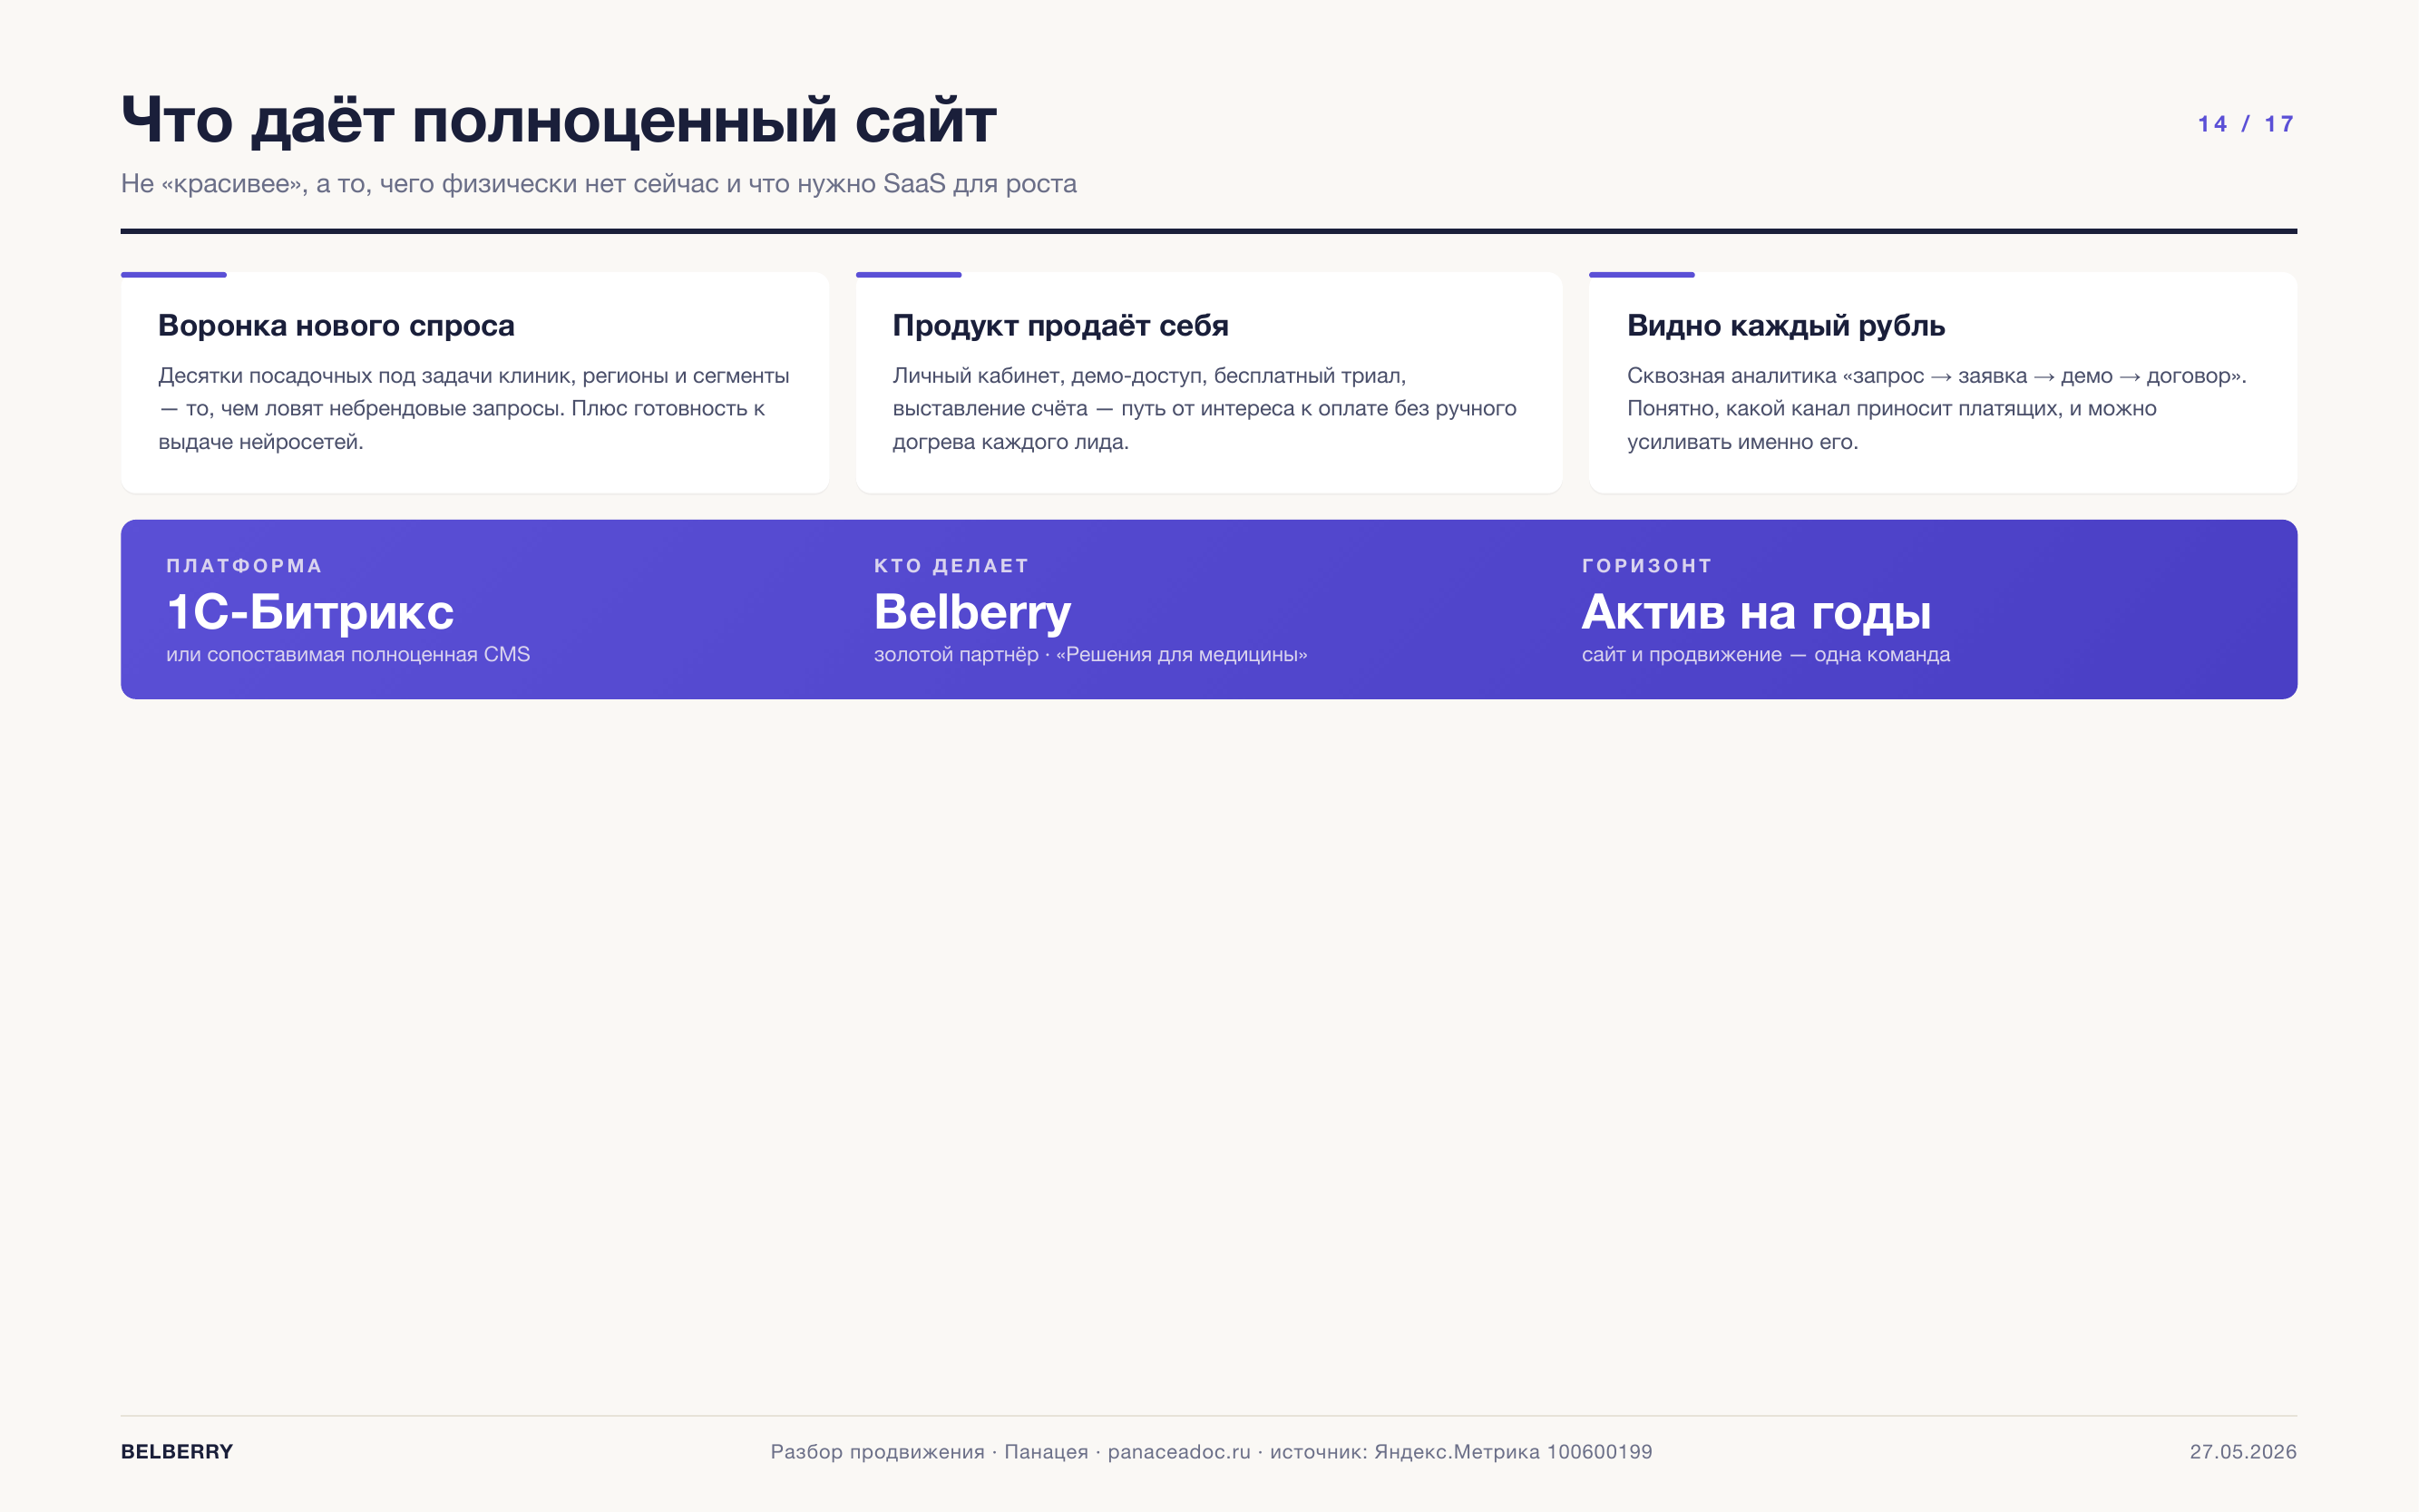 Что даёт полноценный сайт
14 / 17
Не «красивее», а то, чего физически нет сейчас и что нужно SaaS для роста
Воронка нового спроса
Десятки посадочных под задачи клиник, регионы и сегменты
— то, чем ловят небрендовые запросы. Плюс готовность к
выдаче нейросетей.
Продукт продаёт себя
Личный кабинет, демо-доступ, бесплатный триал,
выставление счёта — путь от интереса к оплате без ручного
догрева каждого лида.
Видно каждый рубль
Сквозная аналитика «запрос → заявка → демо → договор».
Понятно, какой канал приносит платящих, и можно
усиливать именно его.
ПЛАТФОРМА
1С-Битрикс
или сопоставимая полноценная CMS
КТО ДЕЛАЕТ
Belberry
золотой партнёр · «Решения для медицины»
ГОРИЗОНТ
Актив на годы
сайт и продвижение — одна команда
BELBERRY
Разбор продвижения · Панацея · panaceadoc.ru · источник: Яндекс.Метрика 100600199
27.05.2026